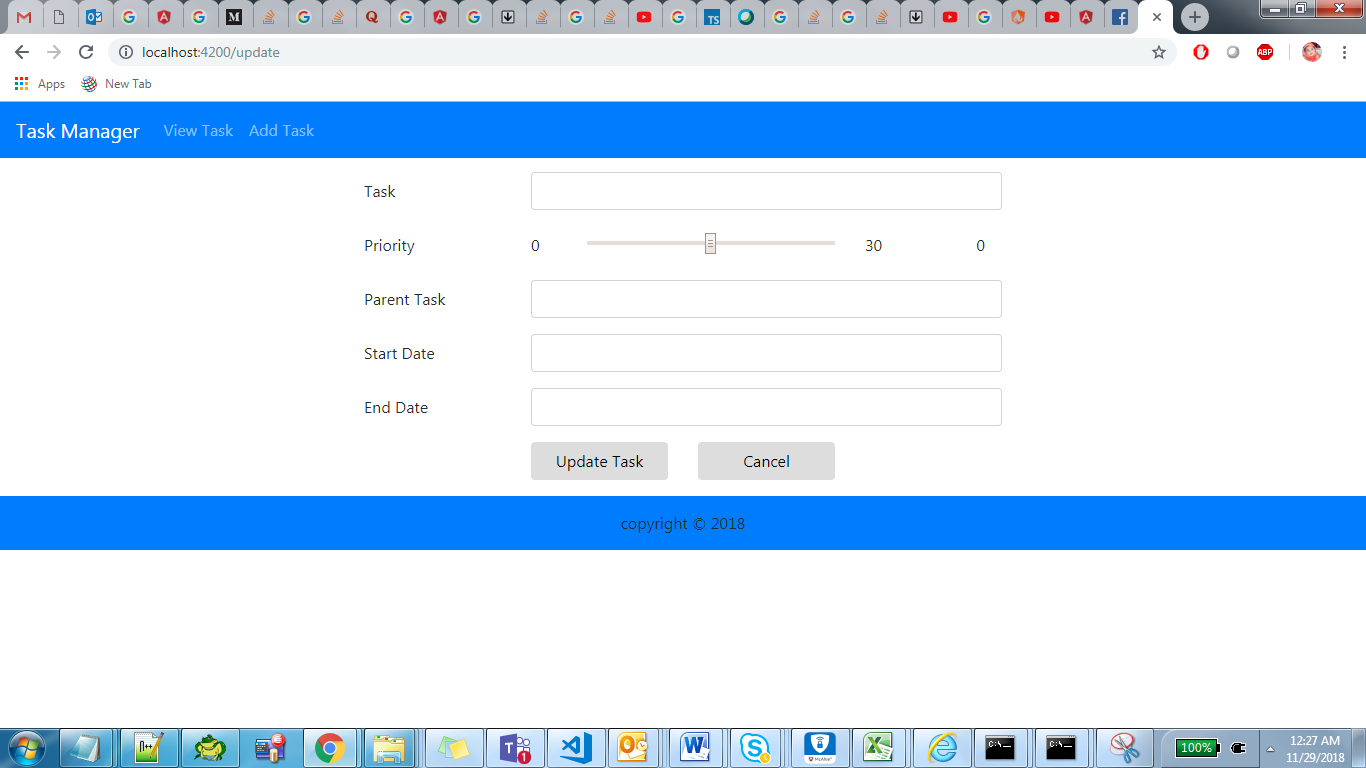 localhost:4200/update
ABP
Apps
New Tab
Task Manager View Task Add Task
Task
Priority 0 30 0
Parent Task
Start Date
End Date
Update Task Cancel
copyright © 2018
100%
12:27 AM
11/29/2018